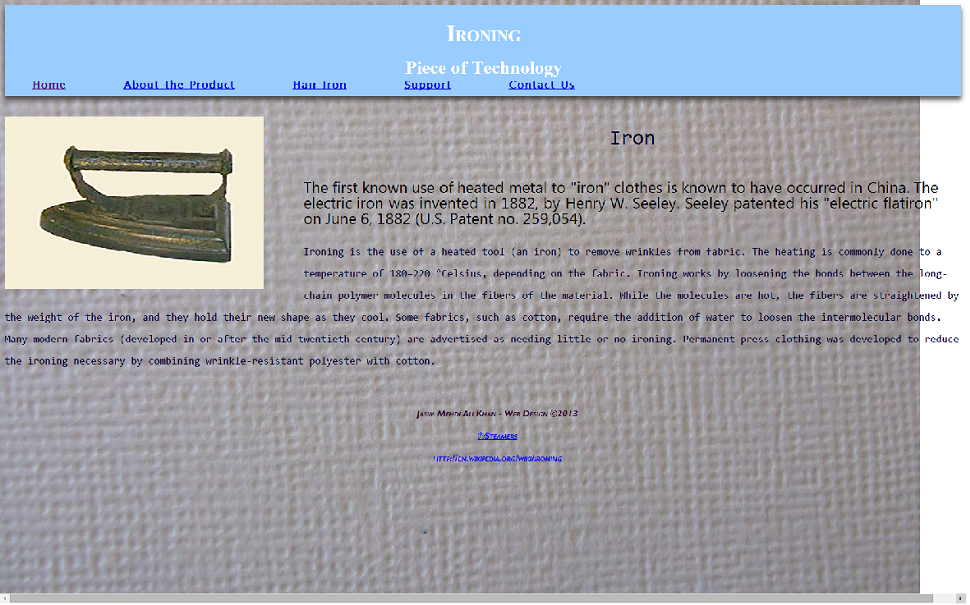 Ironing
Piece of Technology
Home About the Product Hair Iron Support Contact Us
Iron
The first known use of heated metal to "iron" clothes is known to have occurred in China. The
electric iron was invented in 1882, by Henry W. Seeley. Seeley patented his "electric flatiron"
on June 6, 1882 (U.S. Patent no. 259,054).
Ironing is the use of a heated tool (an iron) to remove wrinkles from fabric. The heating is commonly done to a
temperature of 180–220 °Celsius, depending on the fabric. Ironing works by loosening the bonds between the long-
chain polymer molecules in the fibers of the material. While the molecules are hot, the fibers are straightened by
the weight of the iron, and they hold their new shape as they cool. Some fabrics, such as cotton, require the addition of water to loosen the intermolecular bonds.
Many modern fabrics (developed in or after the mid twentieth century) are advertised as needing little or no ironing. Permanent press clothing was developed to reduce
the ironing necessary by combining wrinkle-resistant polyester with cotton.
Mehdi Ali Khan - Web Design ©2013
http://en.wikipedia.org/wiki/Ironing